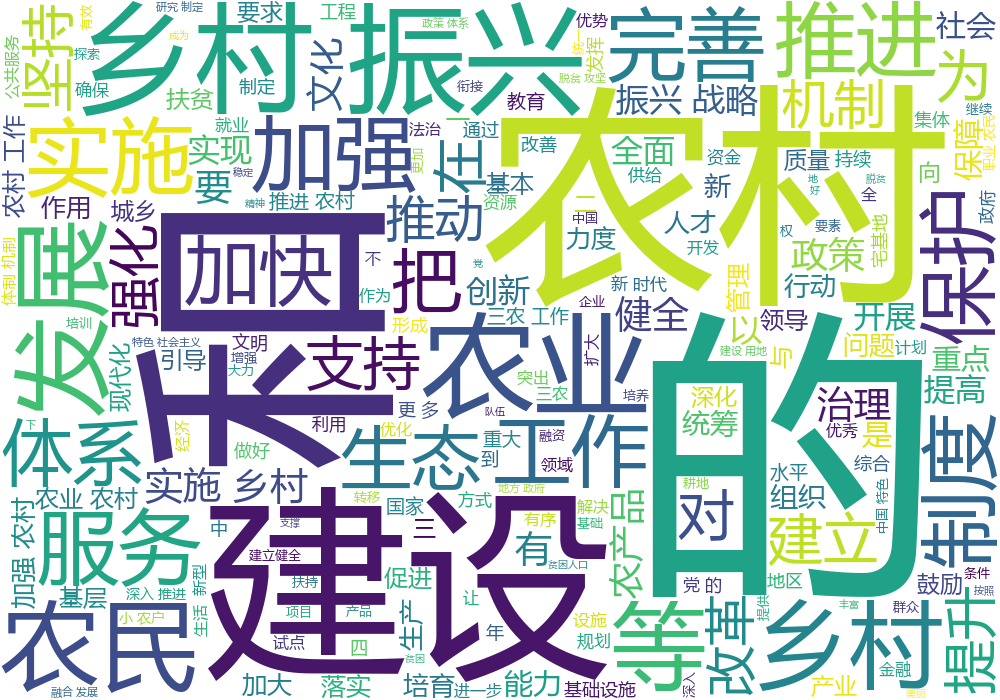 研究 制定
要求
工程
政策 体系
优势
社会
有效
坚持
成为
乡村 振兴
完善
推进
统一
发挥
文化
公共服务
探索
脱贫 攻坚
为
确保
扶贫
制定
衔接
教育
振兴 战略
机制
继续
集体
农村 工作
实施
就业
加强
法治
一
通过
农村
改善
全面
资金
质量
持续
保障
职业 农民
实现
稳定
更加
在
供给
向
要
基本
新
地
好
脱贫
全
作用
城乡
精神
推进 农村
资源
一
中国
人才
权
要素
宅基地
政府
推动
力度
开发
政策
保护
发展
体制 机制
强化
国
加快
不
把
党
创新
新 时代
管理
行动
作为
企业
健全
以
领导
开展
培训
形成
三农 工作
特色 社会主义
文明
长
支持
农业
扩大
的
建设 用地
与
问题
计划
重点
现代化
引导
增强
大力
突出
三农
培养
深化
提高
利用
更 多
队伍
统筹
治理
优秀
是
制度
下
体系
经济
做好
优化
生态
工作
重大
到
融资
领域
水平
综合
组织
中国 特色
农业 农村
实施 乡村
转移
国家
方式
地方 政府
解决
耕地
对
加强 农村
服务
中
建设
支撑
三
有序
基础
有
农产品
建立
建立健全
贫困人口
条件
基层
深入 推进
新型
扶持
促进
党 的
地区
鼓励
按照
农民
小 农户
生活
项目
产品
让
等
改革
提供
乡村
丰富
群众
提升
试点
四
生产
年
设施
规划
贫困
融合 发展
加大
落实
培育
进一步
能力
基础设施
深入
产业
金融